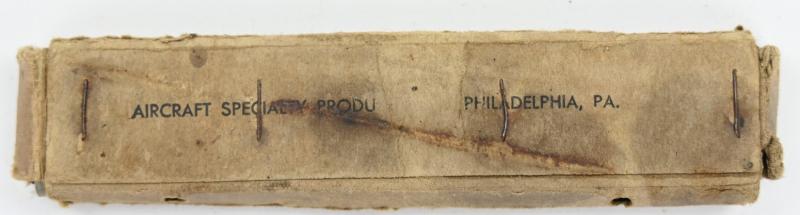 AIRCRAFT SPECIALTY PRODU PHILADELPHIA, PA.